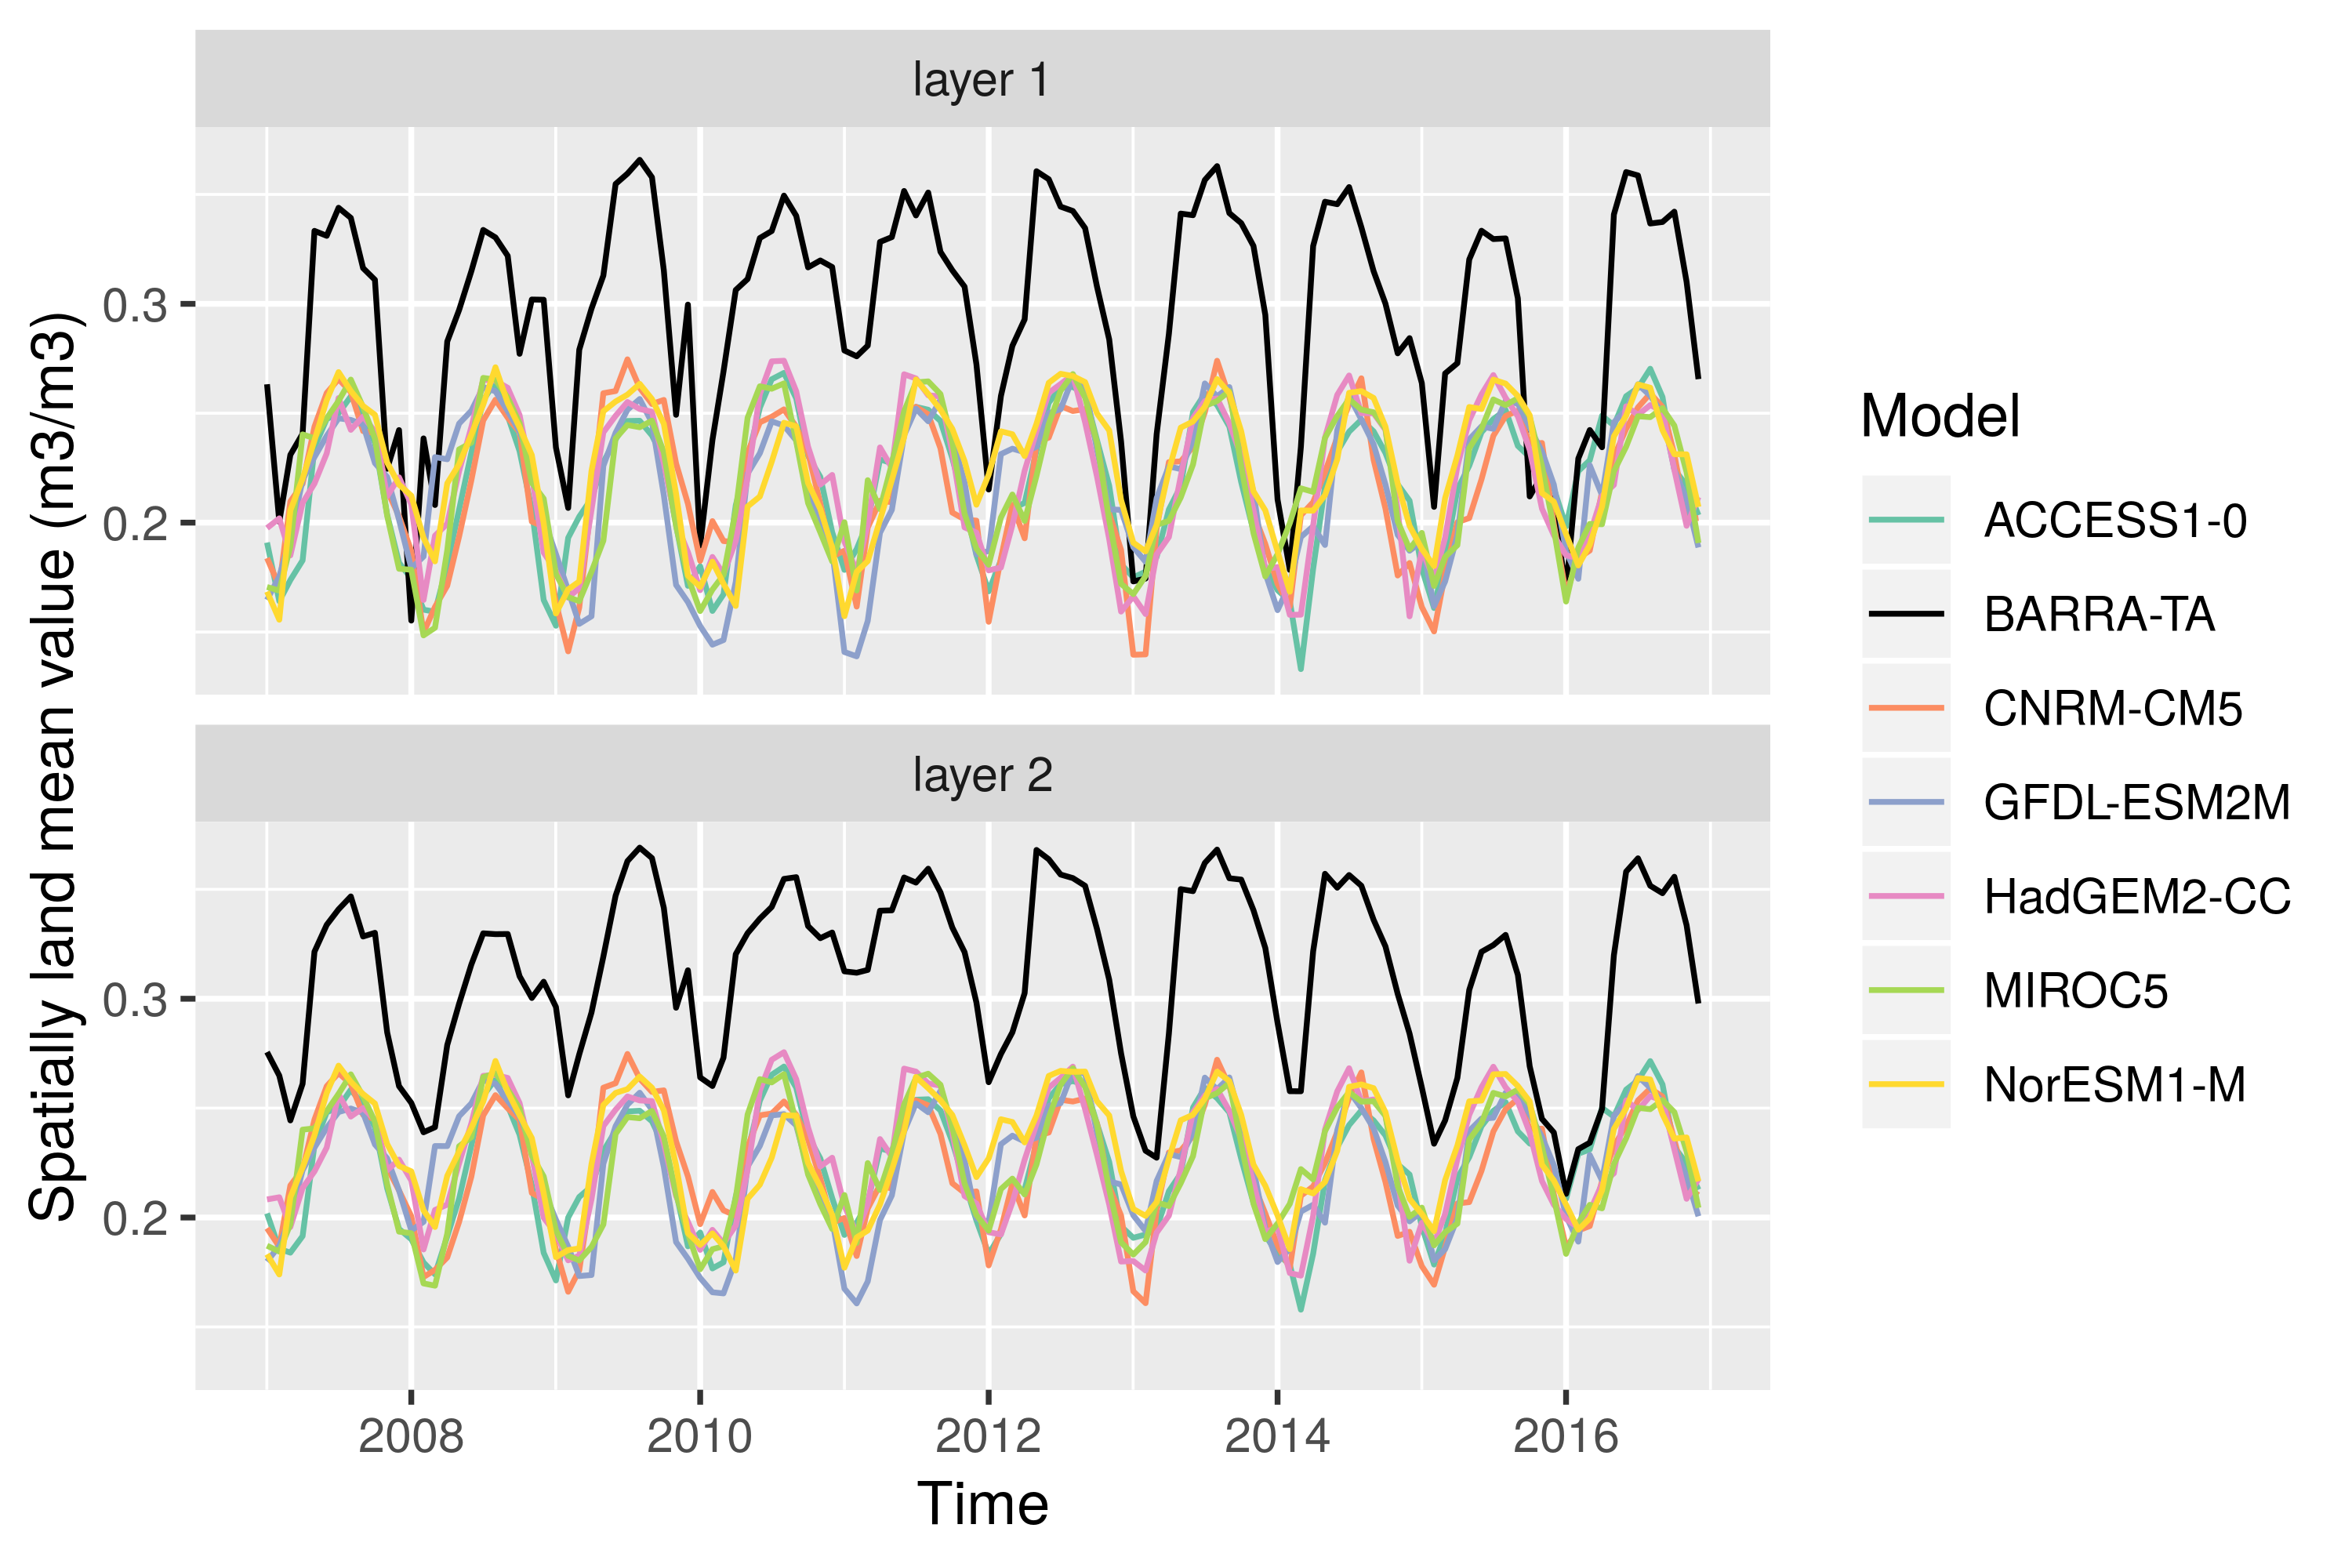 layer 1
0.3
0.2
layer 2
0.3
0.2
2008 2010 2012 2014 2016
Time
Spatially land mean value (m3/m3)
Model
ACCESS1-0
BARRA-TA
CNRM-CM5
GFDL-ESM2M
HadGEM2-CC
MIROC5
NorESM1-M